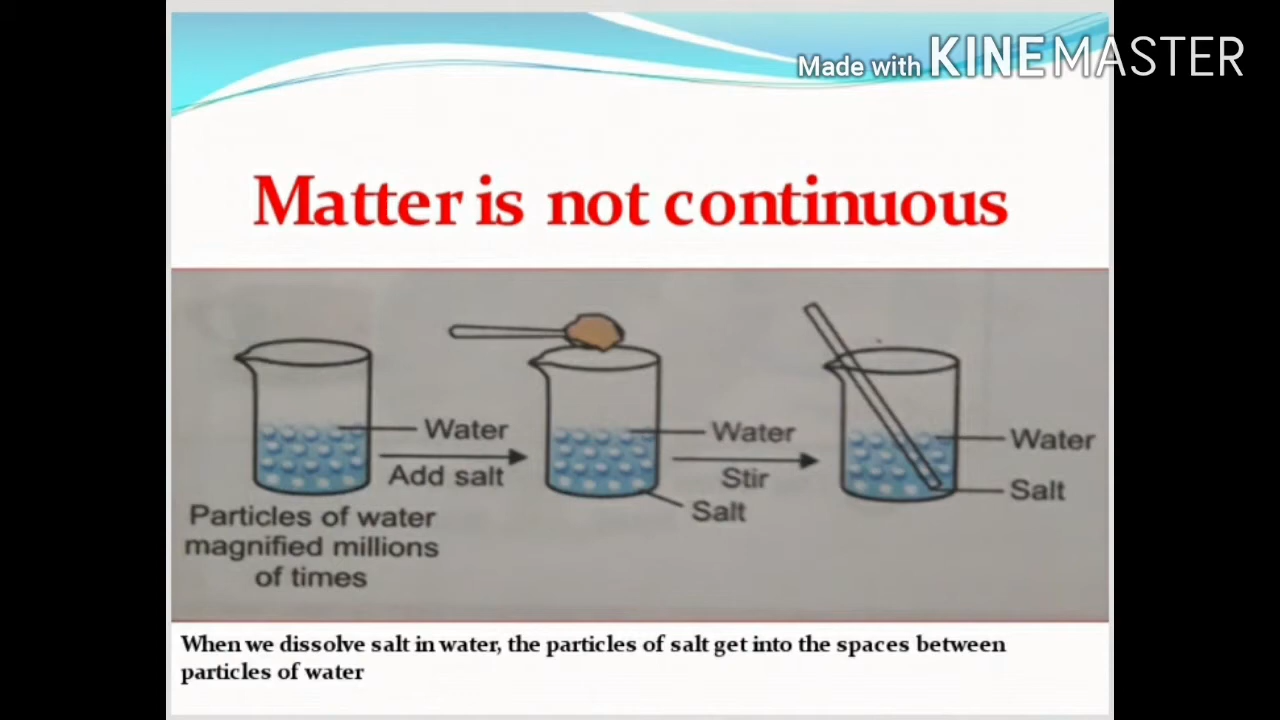 Made with KINEMASTER
Matter is not continuous
Water
Add salt
Particles of water
magnified millions
of times
Water
Stir
Salt
Water
Salt
When we dissolve salt in water, the particles of salt get into the spaces between
particles of water